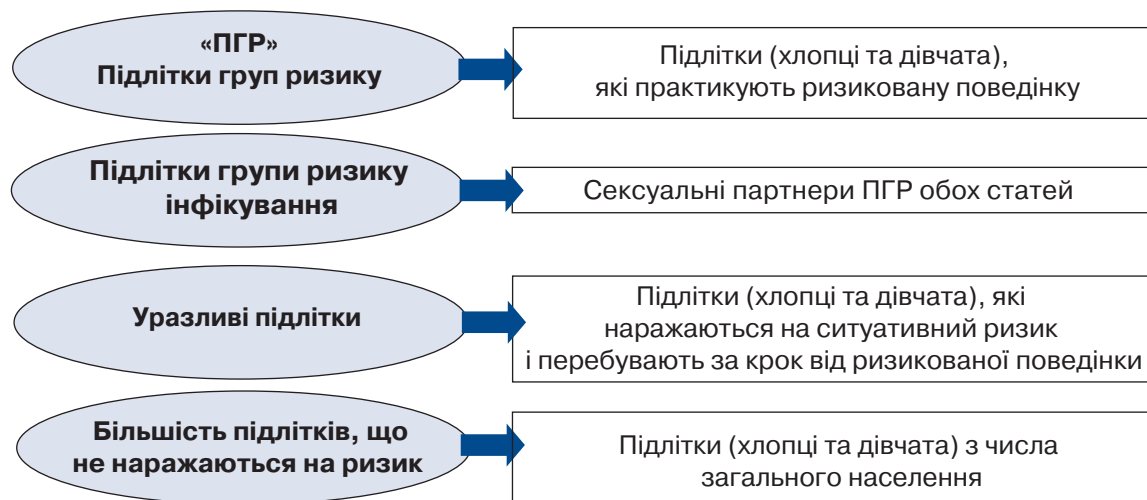 «ПГР»
Підлітки груп ризику
Підлітки (хлопці та дівчата),
які практикують ризиковану поведінку
Підлітки групи ризику
інфікування
Сексуальні партнери ПГР обох статей
Уразливі підлітки
Підлітки (хлопці та дівчата), які
наражаються на ситуативний ризик
і перебувають за крок від ризикованої поведінки
Більшість підлітків, що
не наражаються на ризик
Підлітки (хлопці та дівчата) з числа
загального населення